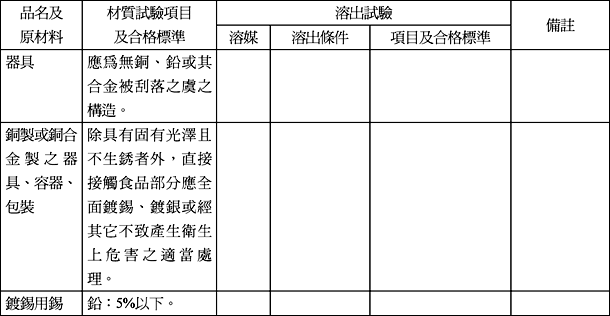 品名及
原材料
材質試驗項目
及合格標準
溶出試驗
備註
溶媒
溶出條件
項目及合格標準
器具
應爲無銅、鉛或其
合金被刮落之虞之
構造。
銅製或銅合
金製之器
具、容器、
包裝
除具有固有光澤且
不生銹者外，直接
接觸食品部分應全
面鍍錫、鍍銀或經
其它不致產生衛生
上危害之適當處
理。
鍍錫用錫
鉛：5%以下。